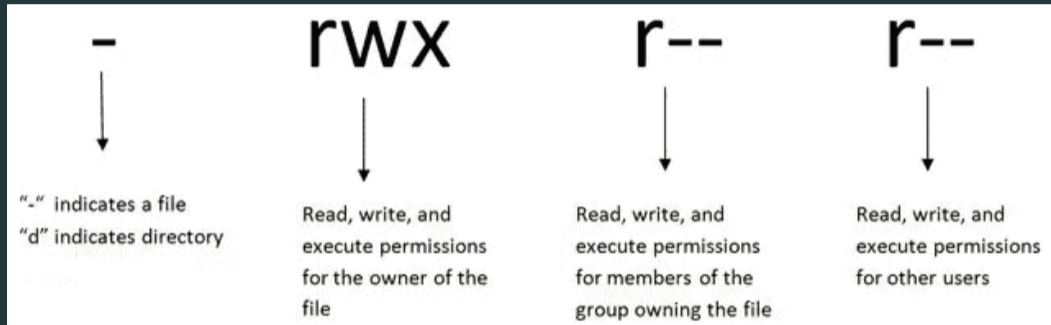 - rwx r-- r--
"-" indicates a file
"d" indicates directory
Read, write, and
execute permissions
for the owner of the
file
Read, write, and
execute permissions
for members of the
group owning the file
Read, write, and
execute permissions
for other users